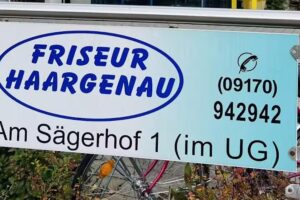 FRISEUR
HAARGENAU
(09170)
942942
Am Sägerhof 1 (im UG)